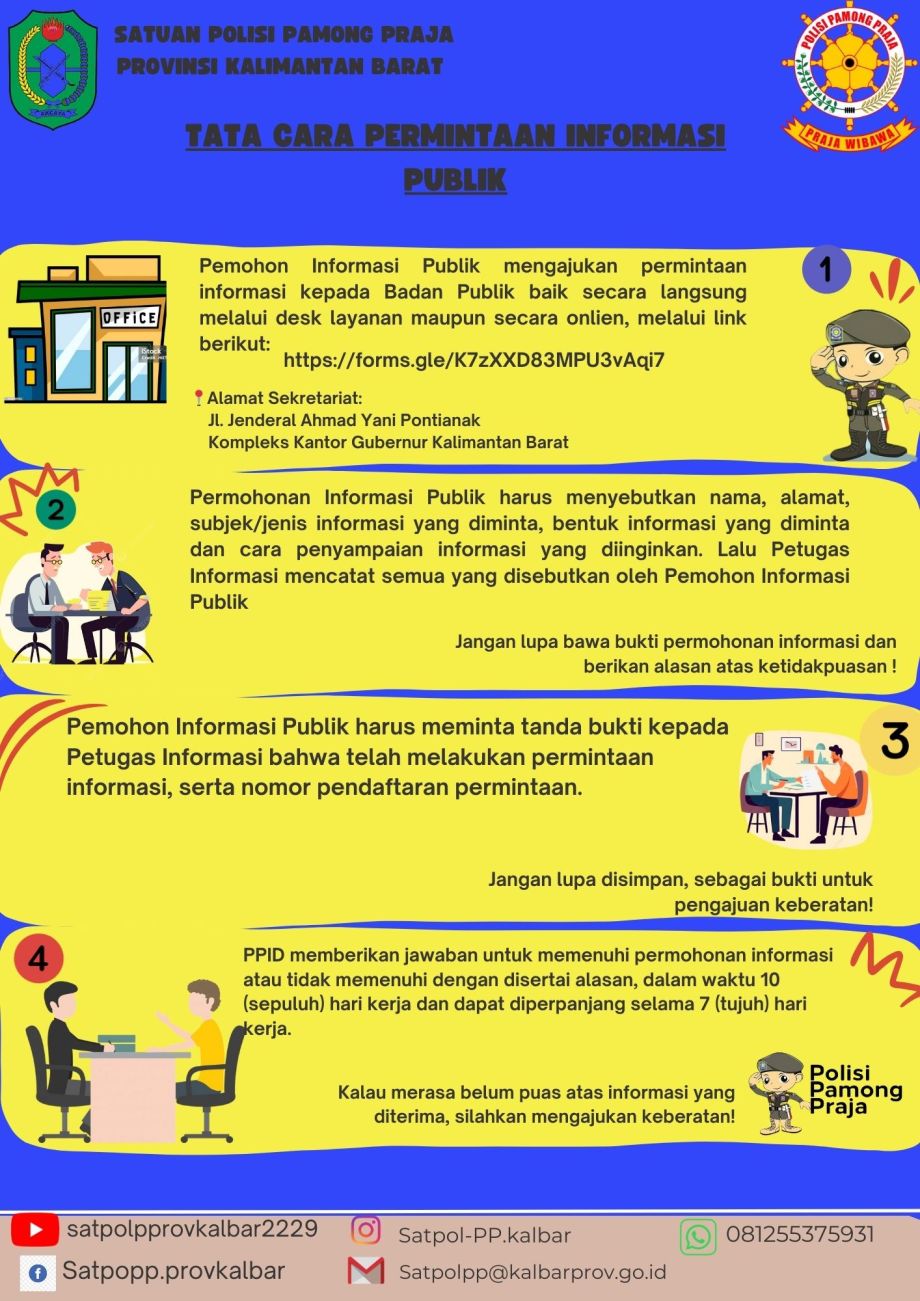 SATUAN POLISI PAMONG PRAJA
PROVINSI KALIMANTAN BARAT
POLISI PAMONG PRAJA
PRAJA WIBAWA
AKCAYA
TATA CARA PERMINTAAN INFORMASI
PUBLIK
OFFiCE
iStock
1
Pemohon Informasi Publik mengajukan permintaan
informasi kepada Badan Publik baik secara langsung
melalui desk layanan maupun secara onlien, melalui link
berikut:
https://forms.gle/K7zXXD83MPU3vAqi7
Alamat Sekretariat:
Jl. Jenderal Ahmad Yani Pontianak
Kompleks Kantor Gubernur Kalimantan Barat
2
Permohonan Informasi Publik harus menyebutkan nama, alamat,
subjek/jenis informasi yang diminta, bentuk informasi yang diminta
dan cara penyampaian informasi yang diinginkan. Lalu Petugas
Informasi mencatat semua yang disebutkan oleh Pemohon Informasi
Publik
Jangan lupa bawa bukti permohonan informasi dan
berikan alasan atas ketidakpuasan !
3
Pemohon Informasi Publik harus meminta tanda bukti kepada
Petugas Informasi bahwa telah melakukan permintaan
informasi, serta nomor pendaftaran permintaan.
Jangan lupa disimpan, sebagai bukti untuk
pengajuan keberatan!
4
PPID memberikan jawaban untuk memenuhi permohonan informasi
atau tidak memenuhi dengan disertai alasan, dalam waktu 10
(sepuluh) hari kerja dan dapat diperpanjang selama 7 (tujuh) hari
kerja.
Kalau merasa belum puas atas informasi yang
diterima, silahkan mengajukan keberatan!
Polisi
Pamong
Praja
satpolpprovkalbar2229
Satpol-PP.kalbar
081255375931
Satpopp.provkalbar
Satpolpp@kalbarprov.go.id